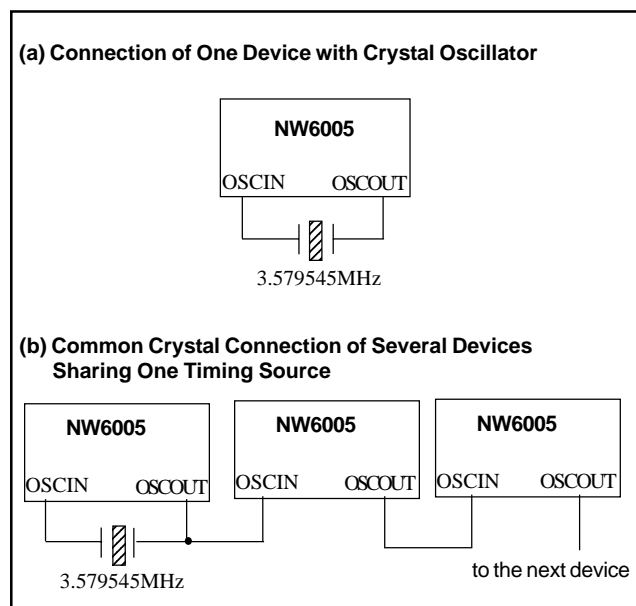 (a) Connection of One Device with Crystal Oscillator
NW6005
OSCIN OSCOUT
3.579545MHz
(b) Common Crystal Connection of Several Devices
Sharing One Timing Source
NW6005 NW6005 NW6005
OSCIN OSCOUT OSCIN OSCOUT OSCIN OSCOUT
3.579545MHz
to the next device